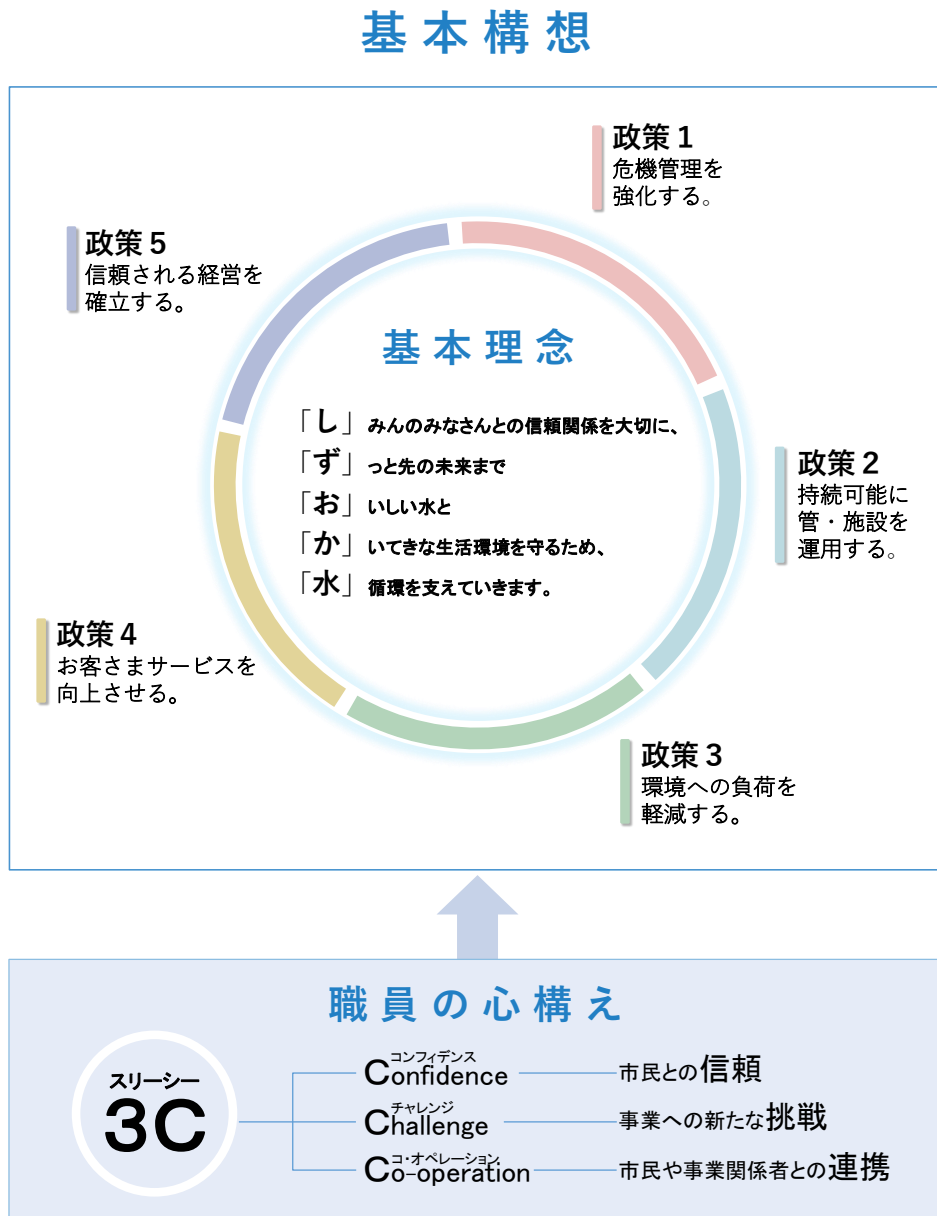 基本構想
政策1
危機管理を
強化する。
政策5
信頼される経営を
確立する。
基本理念
「し」みんのみなさんとの信頼関係を大切に、
「ず」っと先の未来まで
「お」いしい水と
「か」いてきな生活環境を守るため、
「水」循環を支えていきます。
政策2
持続可能に
管・施設を
運用する。
政策4
お客さまサービスを
向上させる。
政策3
環境への負荷を
軽減する。
職員の心構え
スリーシー
3C
コンフィデンス
Confidence 市民との信頼
チャレンジ
Challenge 事業への新たな挑戦
コ・オペレーション
Co-operation 市民や事業関係者との連携